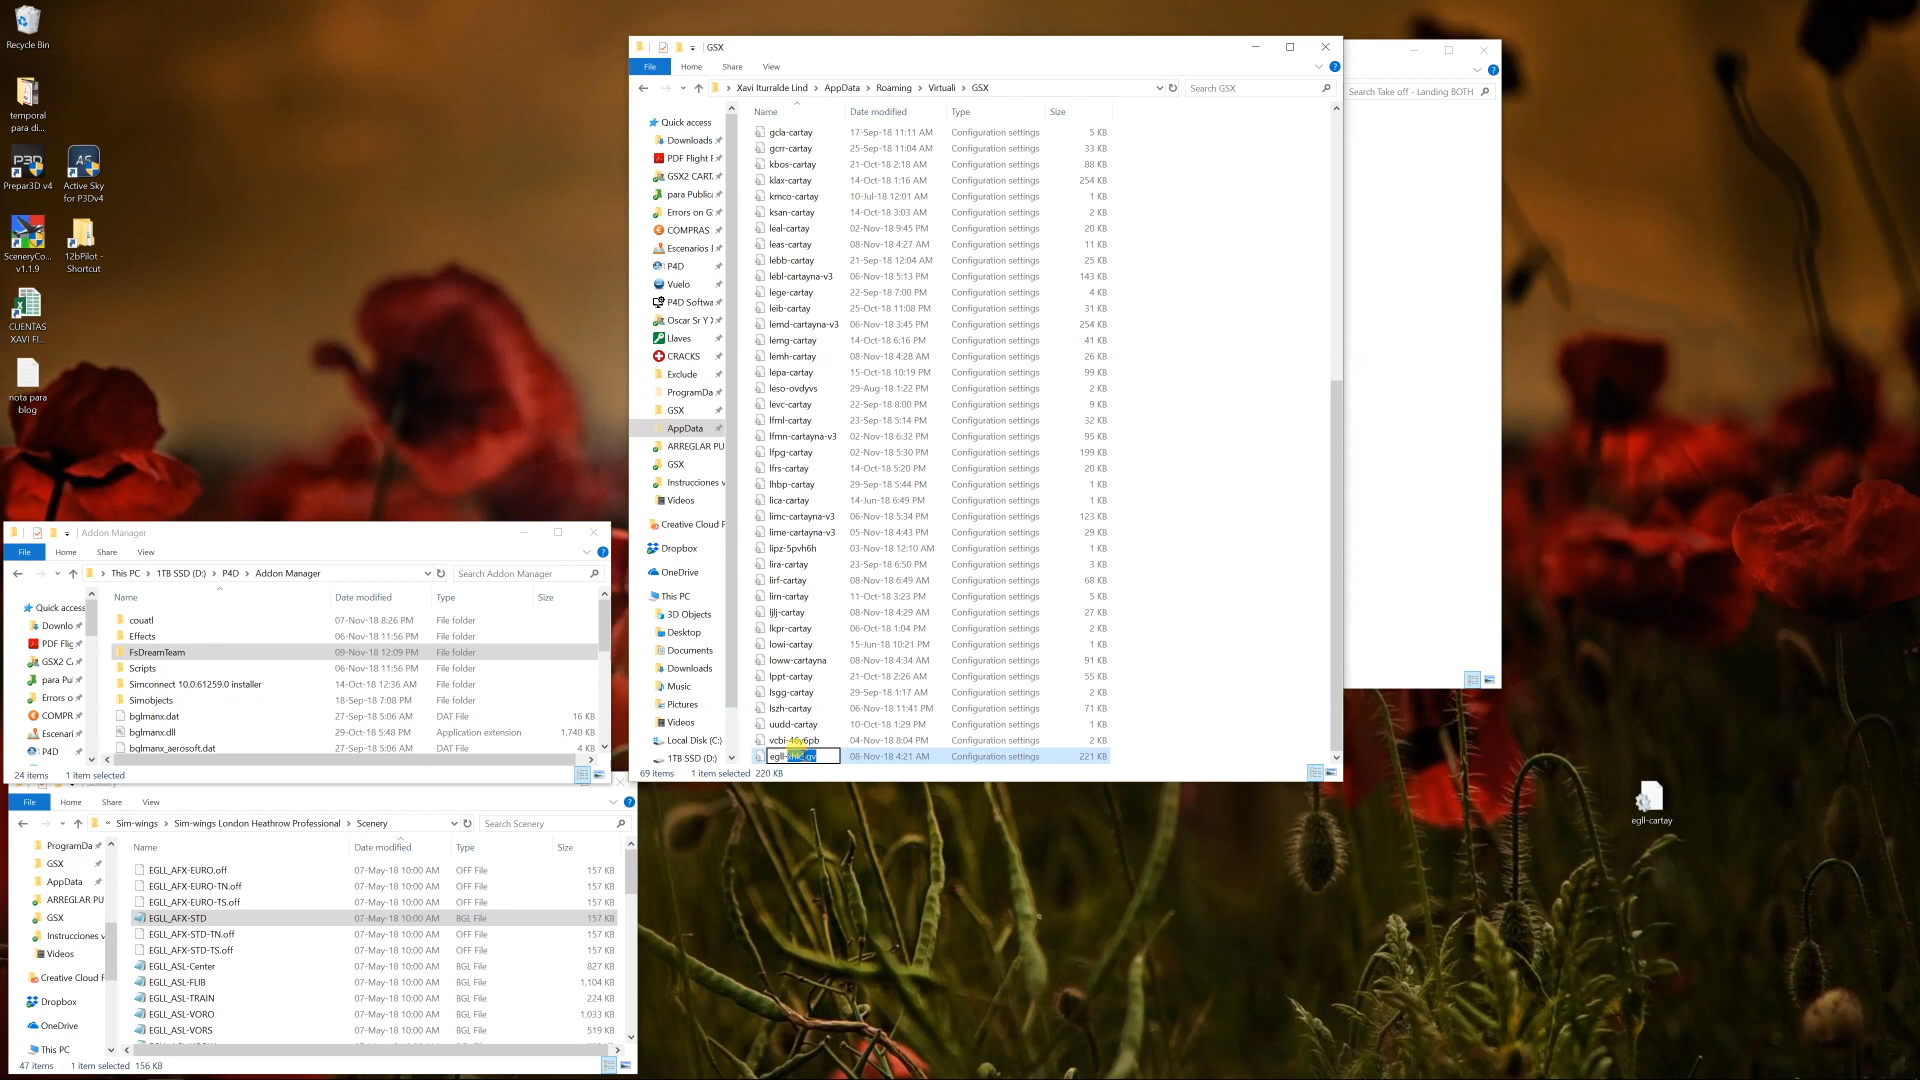 Recycle Bin
temporal
para di...
Prepar3D v4
Active Sky
for P3Dv4
SceneryCo...
v1.1.9
12bPilot -
Shortcut
CUENTAS
XAVI FI...
nota para
blog
GSX
File Home Share View
Xavi Iturralde Lind AppData Roaming Virtuali GSX
Search GSX
Name Date modified Type Size
Quick access
Downloads
PDF Flight F
GSX2 CART.
para Public
Errors on G
COMPRAS
Escenarios
P4D
Vuelo
P4D Softwa
Oscar Sr Y
Llaves
CRACKS
Exclude
ProgramDa
GSX
AppData
ARREGLAR PU
GSX
Instrucciones v
Videos
Creative Cloud F
Dropbox
OneDrive
This PC
3D Objects
Desktop
Documents
Downloads
Music
Pictures
Videos
Local Disk (C:)
1TB SSD (D:)
gcla-cartay 17-Sep-18 11:11 AM Configuration settings 5 KB
gcrr-cartay 25-Sep-18 11:04 AM Configuration settings 33 KB
kbos-cartay 21-Oct-18 2:18 AM Configuration settings 88 KB
klax-cartay 14-Oct-18 1:16 AM Configuration settings 254 KB
kmco-cartay 10-Jul-18 12:01 AM Configuration settings 1 KB
ksan-cartay 14-Oct-18 3:03 AM Configuration settings 2 KB
leal-cartay 02-Nov-18 9:45 PM Configuration settings 20 KB
leas-cartay 08-Nov-18 4:27 AM Configuration settings 11 KB
lebb-cartay 21-Sep-18 12:04 AM Configuration settings 25 KB
lebl-cartayna-v3 06-Nov-18 5:13 PM Configuration settings 143 KB
lege-cartay 22-Sep-18 7:00 PM Configuration settings 4 KB
leib-cartay 25-Oct-18 11:08 PM Configuration settings 31 KB
lemd-cartayna-v3 06-Nov-18 3:45 PM Configuration settings 254 KB
lemg-cartay 14-Oct-18 6:16 PM Configuration settings 41 KB
lemh-cartay 08-Nov-18 4:28 AM Configuration settings 26 KB
lepa-cartay 15-Oct-18 10:19 PM Configuration settings 99 KB
leso-ovdyvs 29-Aug-18 1:22 PM Configuration settings 2 KB
levc-cartay 22-Sep-18 8:00 PM Configuration settings 9 KB
lfml-cartay 23-Sep-18 5:14 PM Configuration settings 32 KB
lfmn-cartayna-v3 02-Nov-18 6:32 PM Configuration settings 95 KB
lfpg-cartay 02-Nov-18 5:30 PM Configuration settings 199 KB
lfrs-cartay 14-Oct-18 5:20 PM Configuration settings 20 KB
lhbp-cartay 29-Sep-18 5:44 PM Configuration settings 1 KB
lica-cartay 14-Jun-18 6:49 PM Configuration settings 1 KB
limc-cartayna-v3 06-Nov-18 5:34 PM Configuration settings 123 KB
lime-cartayna-v3 05-Nov-18 4:43 PM Configuration settings 29 KB
lipz-5pvh6h 03-Nov-18 12:10 AM Configuration settings 1 KB
lira-cartay 23-Sep-18 6:50 PM Configuration settings 3 KB
lirf-cartay 08-Nov-18 6:49 AM Configuration settings 68 KB
lirn-cartay 11-Oct-18 3:23 PM Configuration settings 5 KB
ljlj-cartay 08-Nov-18 4:29 AM Configuration settings 27 KB
lkpr-cartay 06-Oct-18 1:04 PM Configuration settings 2 KB
lowi-cartay 15-Jun-18 10:21 PM Configuration settings 1 KB
loww-cartayna 08-Nov-18 4:34 AM Configuration settings 91 KB
lppt-cartay 21-Oct-18 2:26 AM Configuration settings 55 KB
lsgg-cartay 29-Sep-18 1:17 AM Configuration settings 2 KB
lszh-cartay 06-Nov-18 11:41 PM Configuration settings 71 KB
uudd-cartay 10-Oct-18 1:29 PM Configuration settings 1 KB
04-Nov-18 8:04 PM Configuration settings 2 KB
08-Nov-18 4:21 AM Configuration settings 221 KB
69 items 1 item selected 220 KB
Search Take off - Landing BOTH
Addon Manager
File Home Share View
This PC 1TB SSD (D:) P4D Addon Manager
Search Addon Manager
Name Date modified Type Size
Quick access
Downlo
PDF Flig
GSX2 C
para Pu
Errors o
COMPR
Escenari
P4D
couatl 07-Nov-18 8:26 PM File folder
Effects 06-Nov-18 11:56 PM File folder
FsDreamTeam 09-Nov-18 12:09 PM File folder
Scripts 06-Nov-18 11:56 PM File folder
Simconnect 10.0.61259.0 installer 14-Oct-18 12:36 AM File folder
Simobjects 18-Sep-18 7:08 PM File folder
bglmanx.dat 27-Sep-18 5:06 AM DAT File 16 KB
bglmanx.dll 29-Oct-18 5:48 PM Application extension 1,740 KB
bglmanx_aerosoft.dat 27-Sep-18 5:06 AM DAT File 4 KB
24 items 1 item selected
File Home Share View
« Sim-wings Sim-wings London Heathrow Professional Scenery
Search Scenery
Name Date modified Type Size
ProgramDa
GSX
AppData
ARREGLAR PU
GSX
Instrucciones v
Videos
Creative Cloud F
Dropbox
OneDrive
This PC
EGLL_AFX-EURO.off 07-May-18 10:00 AM OFF File 157 KB
EGLL_AFX-EURO-TN.off 07-May-18 10:00 AM OFF File 157 KB
EGLL_AFX-EURO-TS.off 07-May-18 10:00 AM OFF File 157 KB
EGLL_AFX-STD 07-May-18 10:00 AM BGL File 157 KB
EGLL_AFX-STD-TN.off 07-May-18 10:00 AM OFF File 157 KB
EGLL_AFX-STD-TS.off 07-May-18 10:00 AM OFF File 157 KB
EGLL_ASL-Center 07-May-18 10:00 AM BGL File 827 KB
EGLL_ASL-FLIB 07-May-18 10:00 AM BGL File 1,104 KB
EGLL_ASL-TRAIN 07-May-18 10:00 AM BGL File 224 KB
EGLL_ASL-VORO 07-May-18 10:00 AM BGL File 1,033 KB
EGLL_ASL-VORS 07-May-18 10:00 AM BGL File 519 KB
47 items 1 item selected 156 KB
egll-cartay